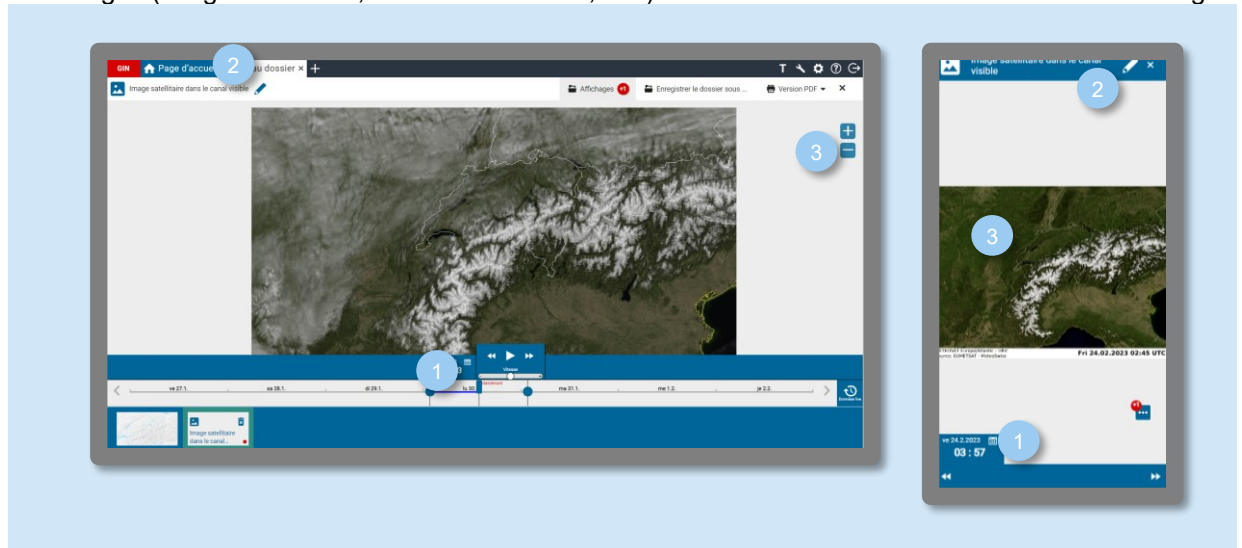 GIN Page d'accue 2 au dossier × +
T
Image satellitaire dans le canal visible
Affichages +1 Enregistrer le dossier sous ... Version PDF ×
3
1
3
Vitesse
ve 27.1. sa 28.1. di 29.1. lu 30. me 31.1. me 1.2. je 2.2.
Image satellitaire
dans le canal...
Image satellitaire dans le canal
visible
×
2
3
Fri 24.02.2023 02:45 UTC
+1
ve 24.2.2023
1
03 : 57